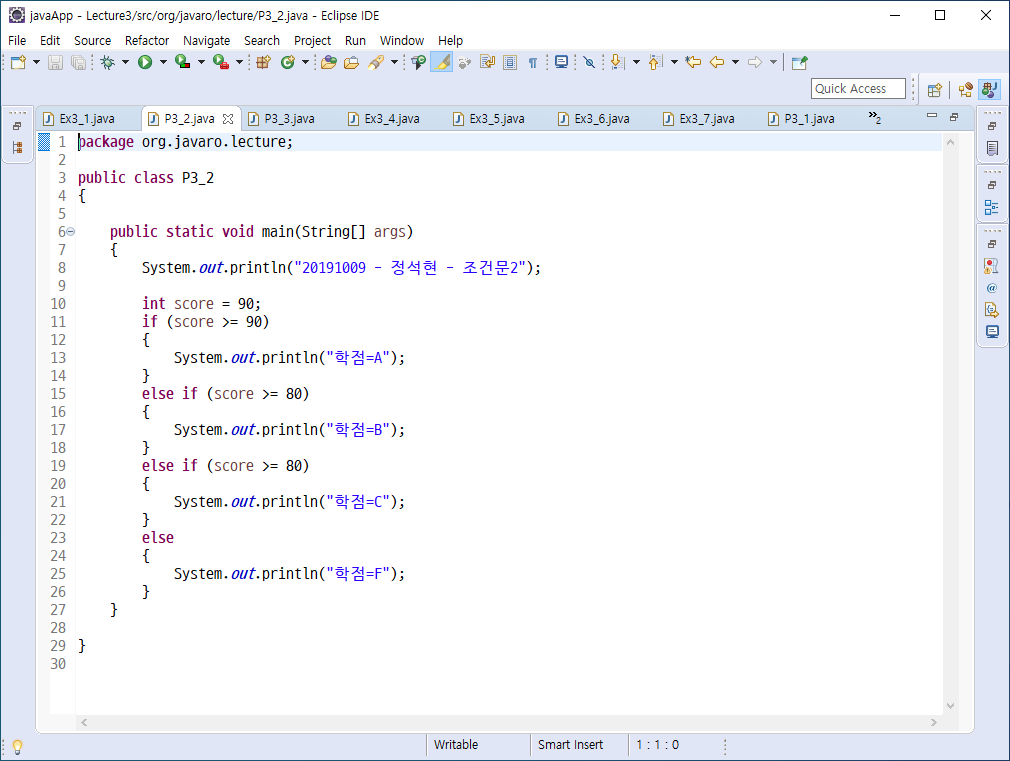 javaApp - Lecture3/src/org/javaro/lecture/P3_2.java - Eclipse IDE
File Edit Source Refactor Navigate Search Project Run Window Help
Quick Access
Ex3_1.java P3_2.java P3_3.java Ex3_4.java Ex3_5.java Ex3_6.java Ex3_7.java P3_1.java »2
1 package org.javaro.lecture;
2
3 public class P3_2
4 {
5
6 public static void main(String[] args)
7 {
8 System.out.println("20191009 - 정석현 - 조건문2");
9
10 int score = 90;
11 if (score >= 90)
12 {
13 System.out.println("학점=A");
14 }
15 else if (score >= 80)
16 {
17 System.out.println("학점=B");
18 }
19 else if (score >= 80)
20 {
21 System.out.println("학점=C");
22 }
23 else
24 {
25 System.out.println("학점=F");
26 }
27 }
28
29 }
30
Writable Smart Insert 1 : 1 : 0